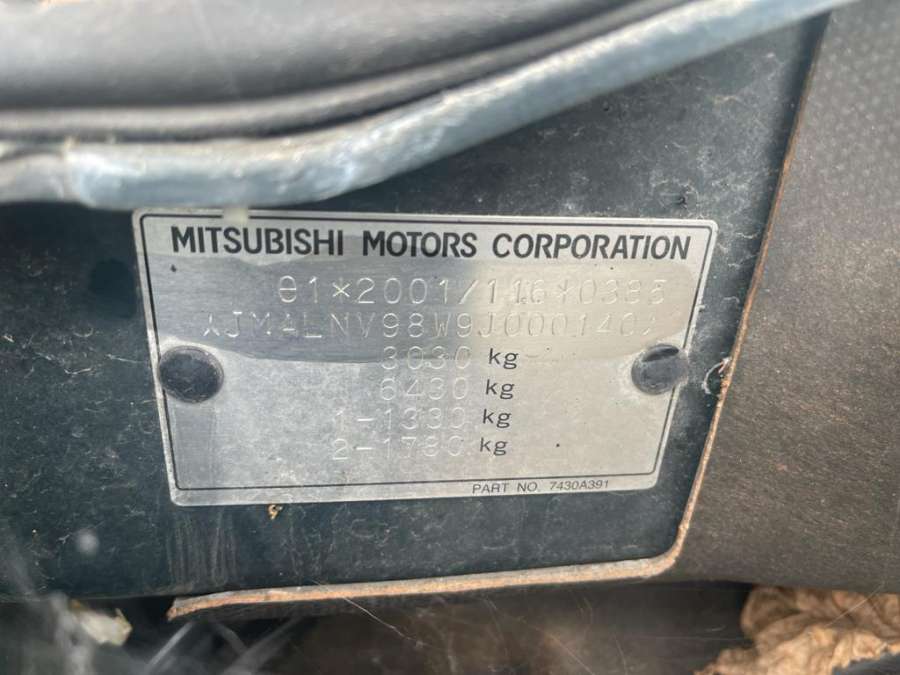 MITSUBISHI MOTORS CORPORATION
e1*2001/116*0385
*JMALNV98W9J000140*
3030 kg
6430 kg
1-1380 kg
2-1780 kg
PART NO. 7430A391